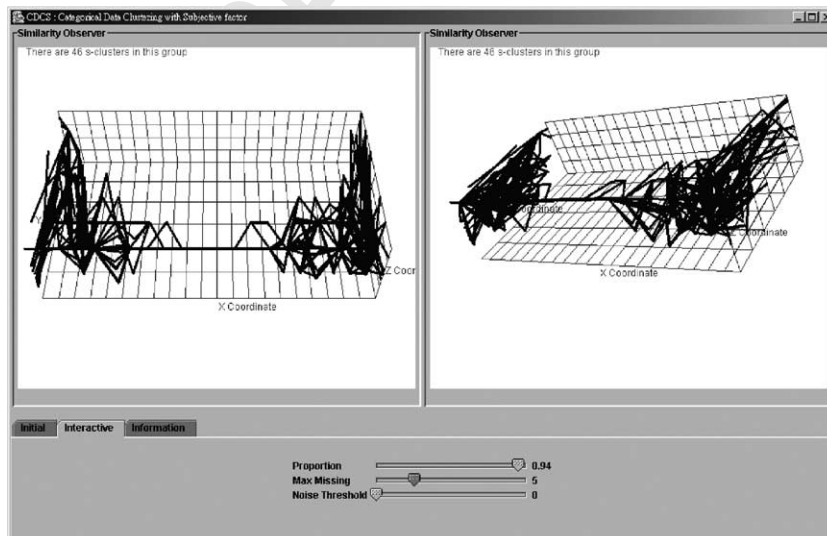 CDCS : Categorical Data Clustering with Subjective factor
Similarity Observer
There are 46 s-clusters in this group
X Coordinate
Z Coor
Similarity Observer
There are 46 s-clusters in this group
X Coordinate
Z Coordinate
Initial Interactive Information
Proportion 0.94
Max Missing 5
Noise Threshold 0